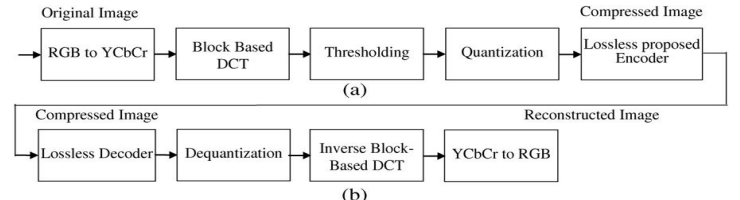 Original Image
Compressed Image
RGB to YCbCr
Block Based
DCT
Thresholding
Quantization
Lossless proposed
Encoder
(a)
Compressed Image
Reconstructed Image
Lossless Decoder
Dequantization
Inverse Block-
Based DCT
YCbCr to RGB
(b)